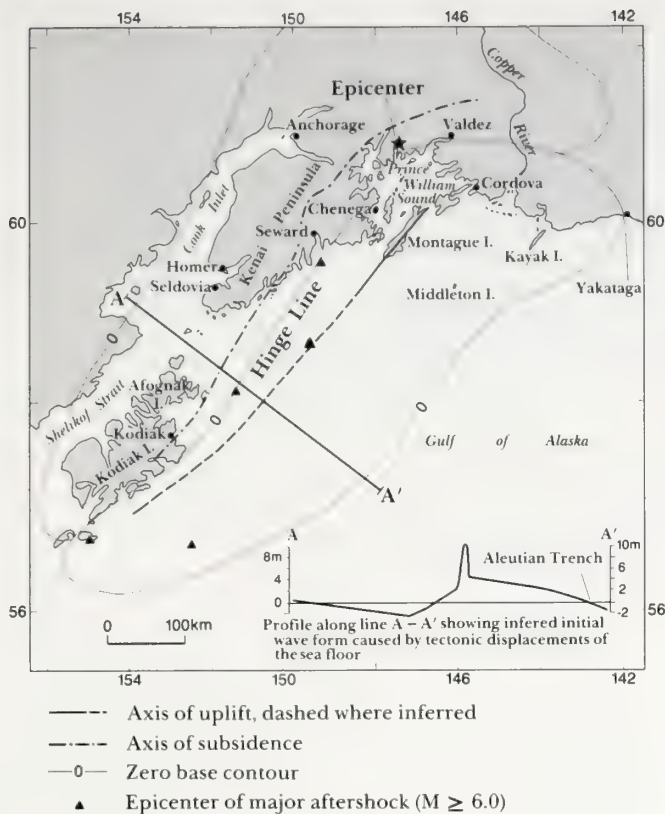 154 150 146 142
Epicenter
Copper
River
Anchorage
Valdez
Prince
William
Sound
Cordova
Cook Inlet
Kenai Peninsula
Chenega
60
60
Seward
Montague I.
Kayak I.
Homer
Seldovia
Middleton I.
Yakataga
A
0
Hinge Line
Shelikof Strait
Afognak
I.
0
0
Kodiak
Kodiak I.
Gulf of Alaska
A'
A
A'
8m
4
0
10m
6
2
-2
Aleutian Trench
56
56
Profile along line A – A' showing infered initial
wave form caused by tectonic displacements of
the sea floor
0 100km
154 150 146 142
Axis of uplift, dashed where inferred
Axis of subsidence
0 Zero base contour
Epicenter of major aftershock (M ≥ 6.0)